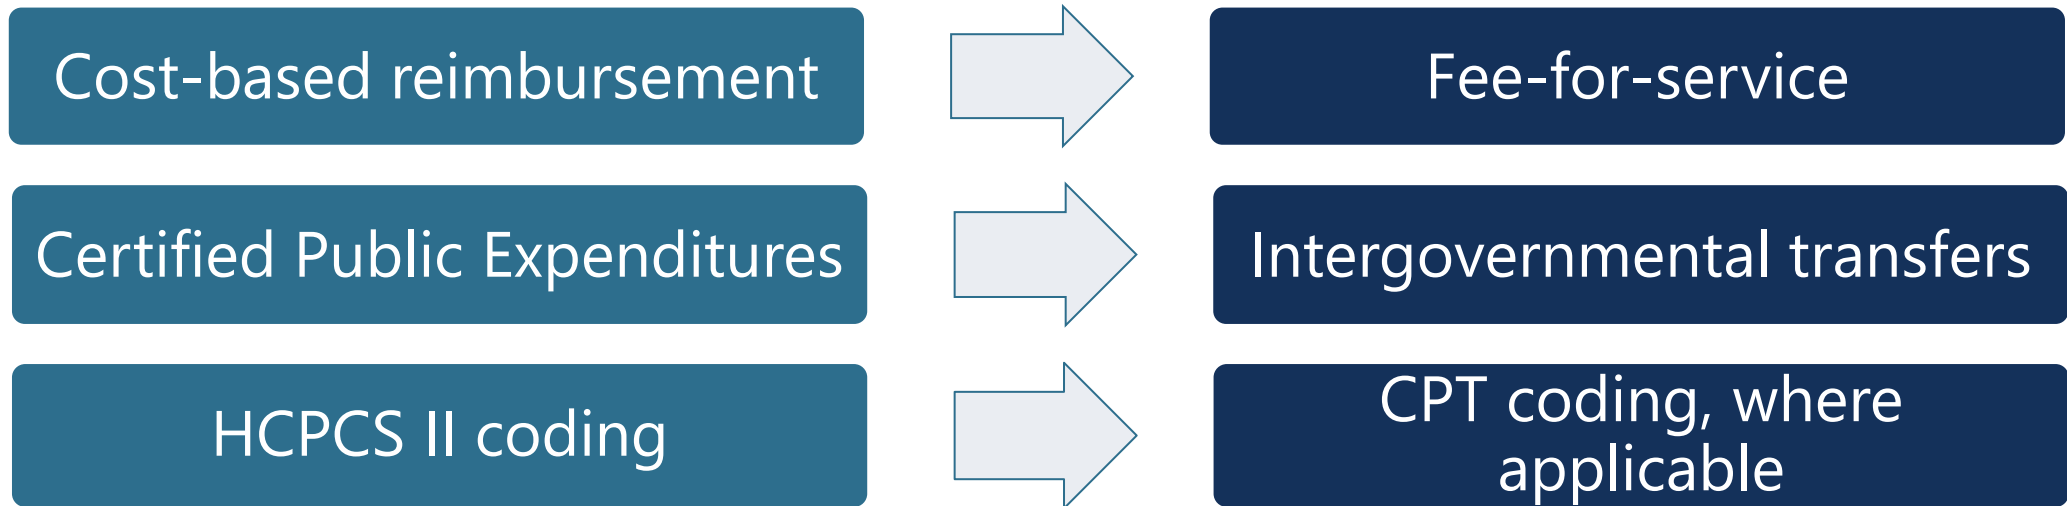 Cost-based reimbursement
Fee-for-service
Certified Public Expenditures
Intergovernmental transfers
HCPCS II coding
CPT coding, where
applicable